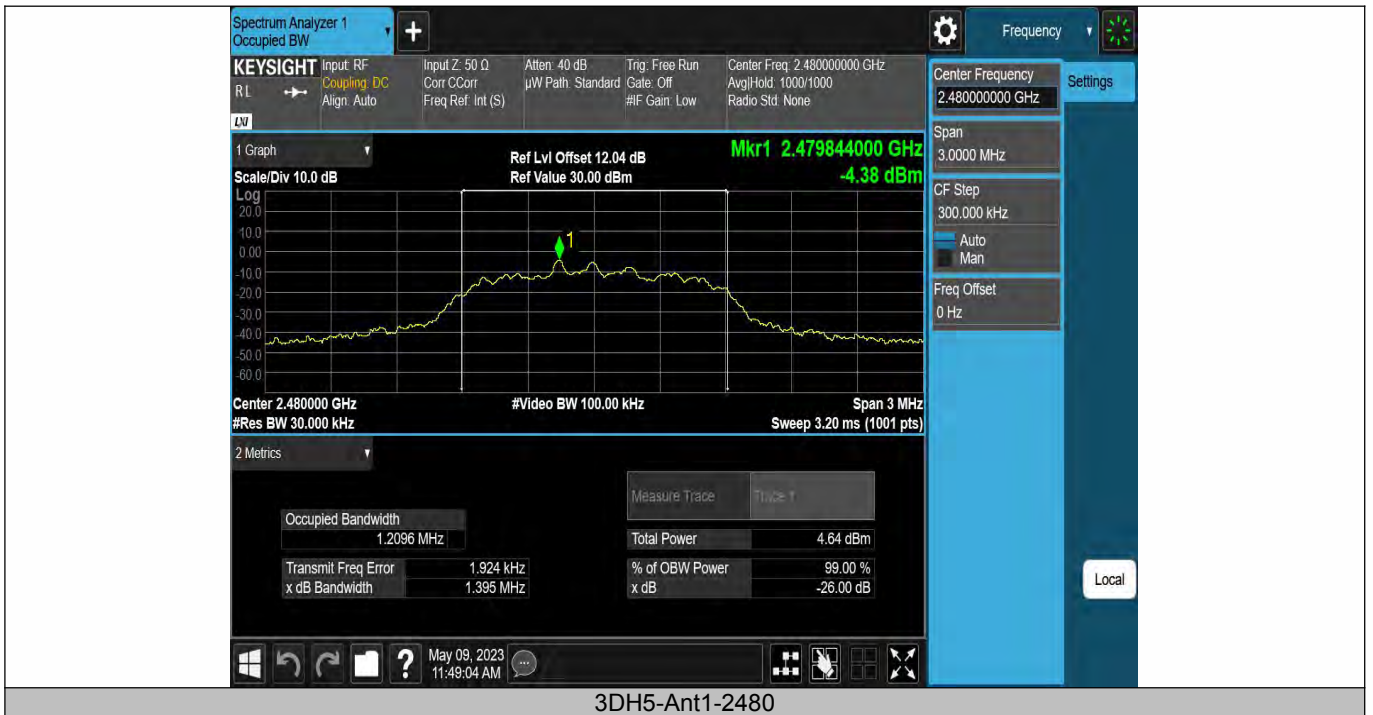 Spectrum Analyzer 1
Occupied BW
+
Frequency
KEYSIGHT
R L
LXI
Input: RF
Coupling: DC
Align: Auto
Input Z: 50 Ω
Corr CCorr
Freq Ref: Int (S)
Atten: 40 dB
µW Path: Standard
Trig: Free Run
Gate: Off
#IF Gain: Low
Center Freq: 2.480000000 GHz
Avg|Hold: 1000/1000
Radio Std: None
Center Frequency
2.480000000 GHz
Settings
Span
3.0000 MHz
CF Step
300.000 kHz
Auto
Man
Freq Offset
0 Hz
1 Graph
Scale/Div 10.0 dB
Ref Lvl Offset 12.04 dB
Ref Value 30.00 dBm
Mkr1 2.479844000 GHz
-4.38 dBm
Log
20.0
10.0
0.00
-10.0
-20.0
-30.0
-40.0
-50.0
-60.0
1
Center 2.480000 GHz
#Video BW 100.00 kHz
Span 3 MHz
#Res BW 30.000 kHz
Sweep 3.20 ms (1001 pts)
2 Metrics
Measure Trace
Trace 1
Occupied Bandwidth
1.2096 MHz
Total Power
4.64 dBm
Transmit Freq Error
1.924 kHz
% of OBW Power
99.00 %
x dB Bandwidth
1.395 MHz
x dB
-26.00 dB
Local
?
May 09, 2023
11:49:04 AM
3DH5-Ant1-2480